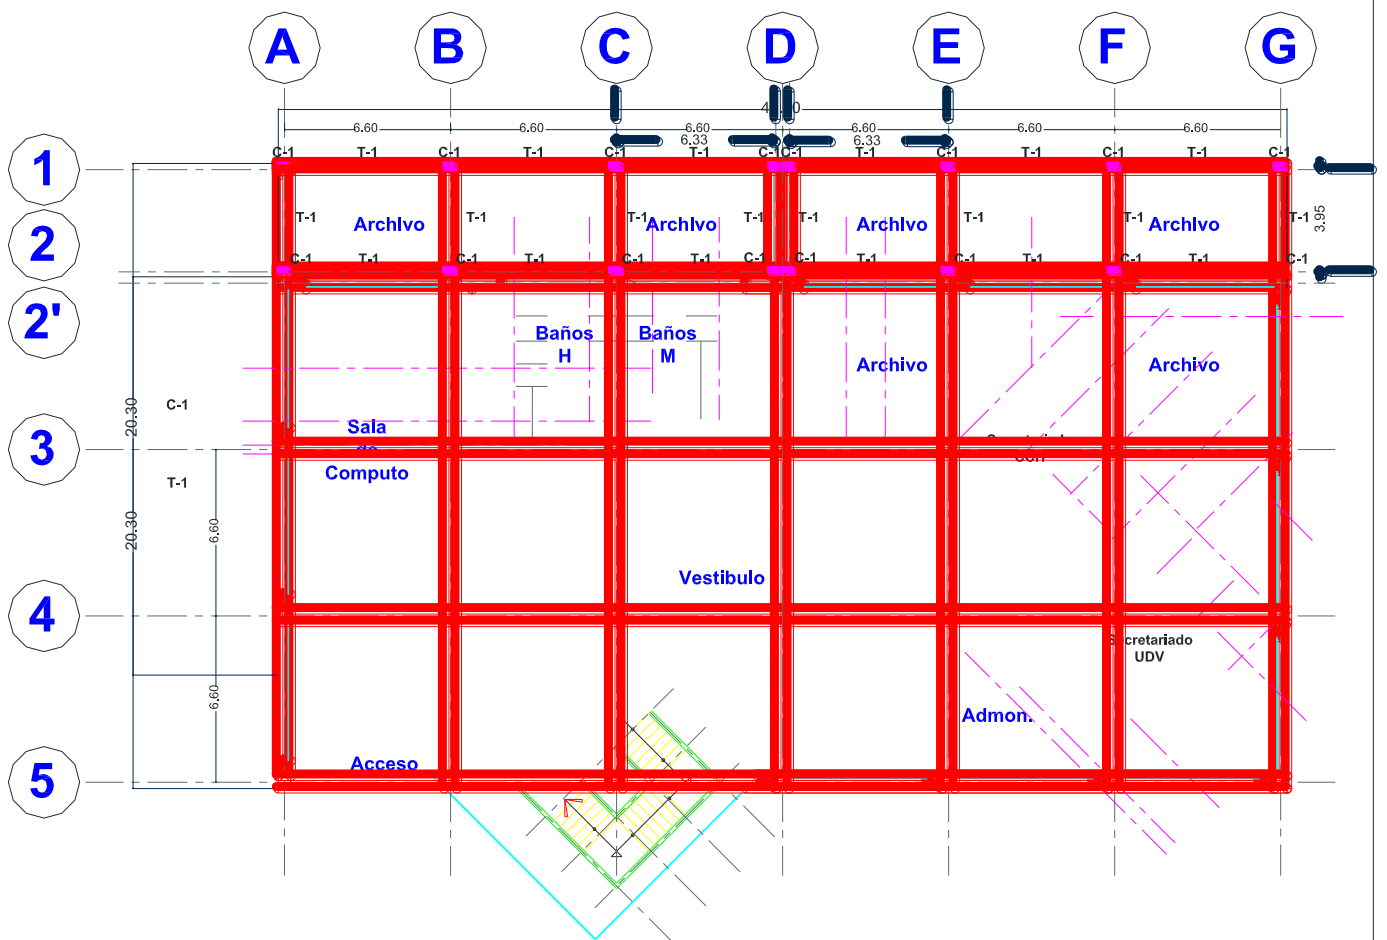 A B C D E F G
6.60 6.60 6.60 6.60 6.60 6.60
6.33 6.33
C-1 T-1 C-1 T-1 C-1 T-1 C-1 C-1 T-1 C-1 T-1 C-1 T-1 C-1
1
T-1 Archivo T-1 T-1 Archivo T-1 T-1 Archivo T-1 T-1 Archivo T-1 3.95
2
C-1 T-1 C-1 T-1 C-1 T-1 C-1 C-1 T-1 C-1 T-1 C-1 T-1 C-1
2'
Baños
H
Baños
M
Archivo Archivo
C-1
20.30
Sala
3
Computo
T-1
20.30
6.60
Vestibulo
4
UDV
6.60
Admon.
Acceso
5